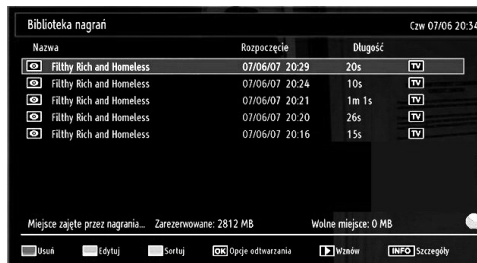 Biblioteka nagrań Czw 07/06 20:34
Nazwa Rozpoczęcie Długość
Filthy Rich and Homeless 07/06/07 20:29 20s TV
Filthy Rich and Homeless 07/06/07 20:24 10s TV
Filthy Rich and Homeless 07/06/07 20:21 1m 1s TV
Filthy Rich and Homeless 07/06/07 20:20 26s TV
Filthy Rich and Homeless 07/06/07 20:16 15s TV
Miejsce zajęte przez nagrania... Zarezerwowane: 2812 MB Wolne miejsce: 0 MB
Usuń Edytuj Sortuj OK Opcje odtwarzania Wznów INFO Szczegóły